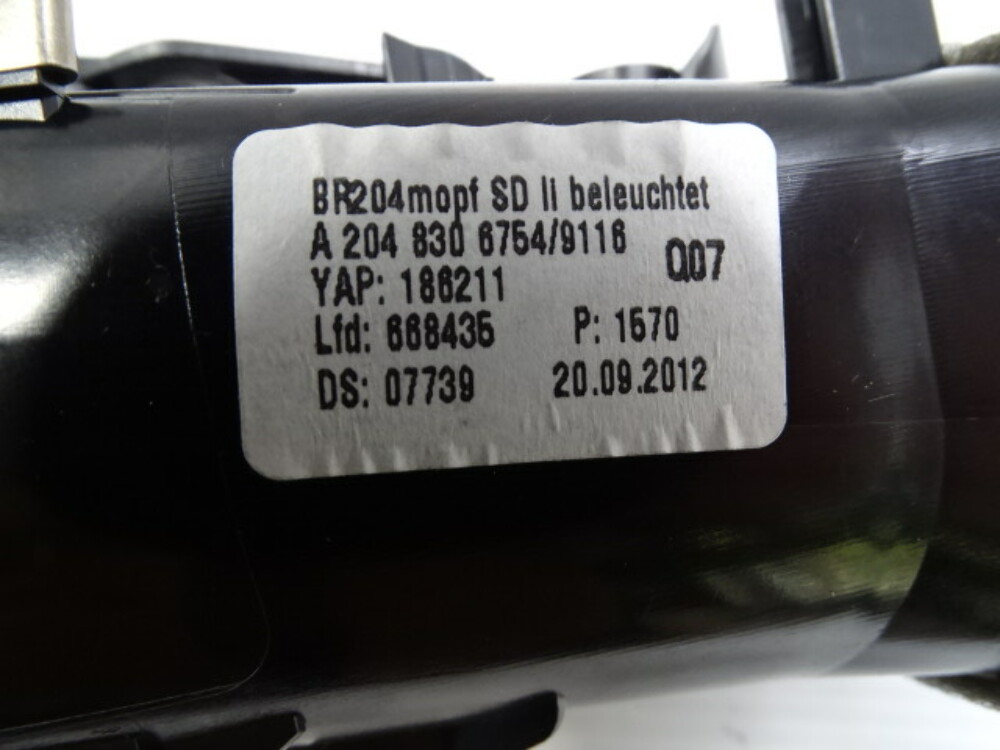 BR204mopf SD li beleuchtet
A 204 830 6754/9116
Q07
YAP: 186211
Lfd: 668435 P: 1570
DS: 07739 20.09.2012